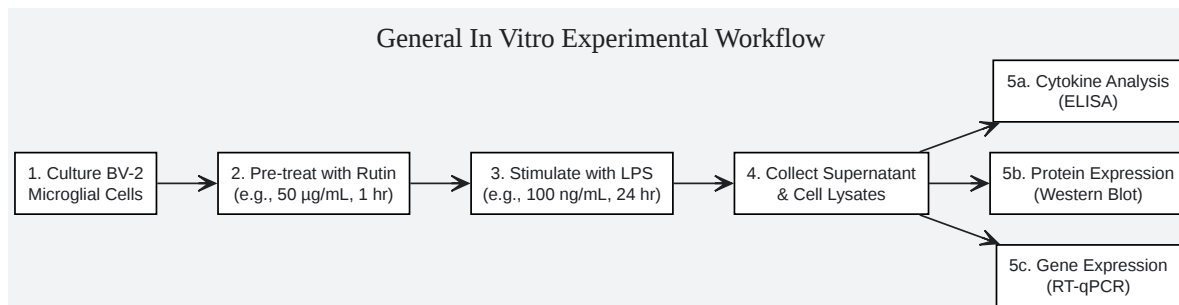 General In Vitro Experimental Workflow
5a. Cytokine Analysis
(ELISA)
1. Culture BV-2
Microglial Cells
2. Pre-treat with Rutin
(e.g., 50 µg/mL, 1 hr)
3. Stimulate with LPS
(e.g., 100 ng/mL, 24 hr)
4. Collect Supernatant
& Cell Lysates
5b. Protein Expression
(Western Blot)
5c. Gene Expression
(RT-qPCR)